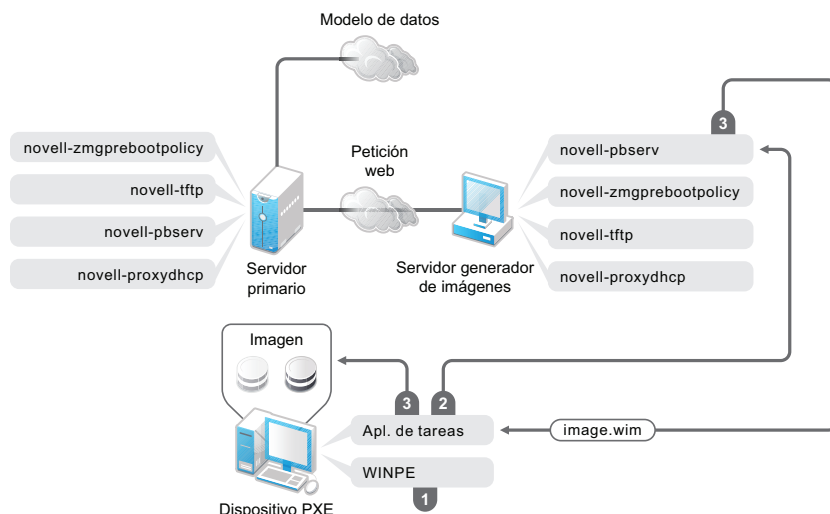 Modelo de datos
3
novell-zmgprebootpolicy
novell-tftp
novell-pbserv
novell-proxydhcp
Petición
web
novell-pbserv
novell-zmgprebootpolicy
novell-tftp
novell-proxydhcp
Servidor
primario
Servidor generador
de imágenes
Imagen
3
2
Apl. de tareas
image.wim
WINPE
1
Dispositivo PXE